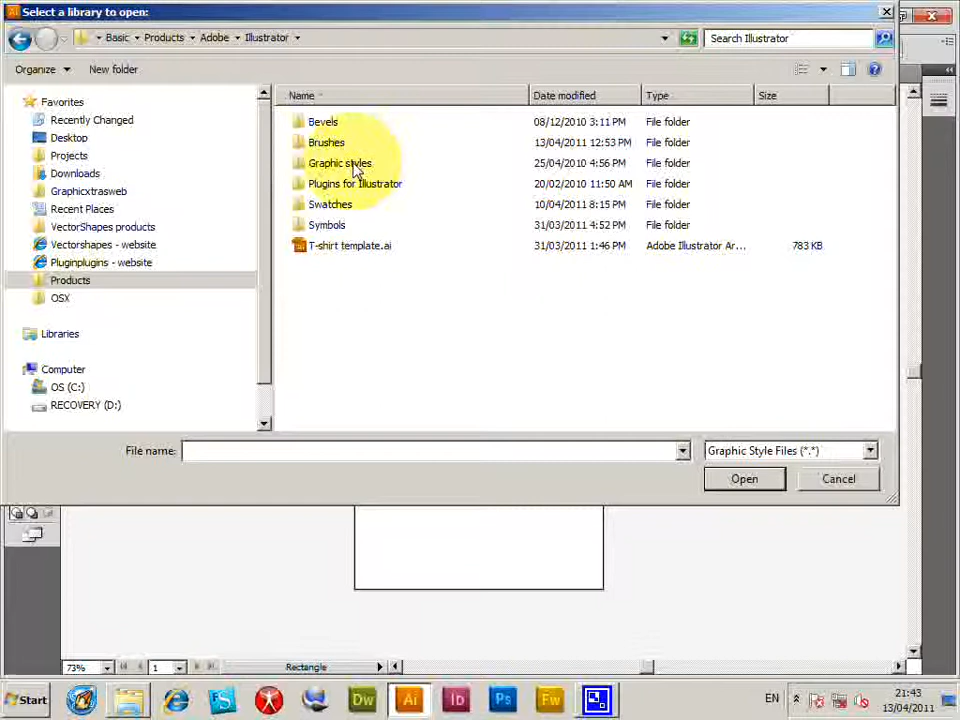 Select a library to open:
Basic Products Adobe Illustrator
Search Illustrator
Organize New folder
Name Date modified Type Size
Favorites
Recently Changed
Desktop
Projects
Downloads
Graphicxtrasweb
Recent Places
VectorShapes products
Vectorshapes - website
Pluginplugins - website
Products
OSX
Libraries
Computer
OS (C:)
RECOVERY (D:)
Bevels 08/12/2010 3:11 PM File folder
Brushes 13/04/2011 12:53 PM File folder
Graphic styles 25/04/2010 4:56 PM File folder
Plugins for Illustrator 20/02/2010 11:50 AM File folder
Swatches 10/04/2011 8:15 PM File folder
Symbols 31/03/2011 4:52 PM File folder
T-shirt template.ai 31/03/2011 1:46 PM Adobe Illustrator Ar... 783 KB
File name: Graphic Style Files (*.*)
Open Cancel
73% 1 Rectangle
Start Dw Ai Id Ps Fw EN 21:43
13/04/2011